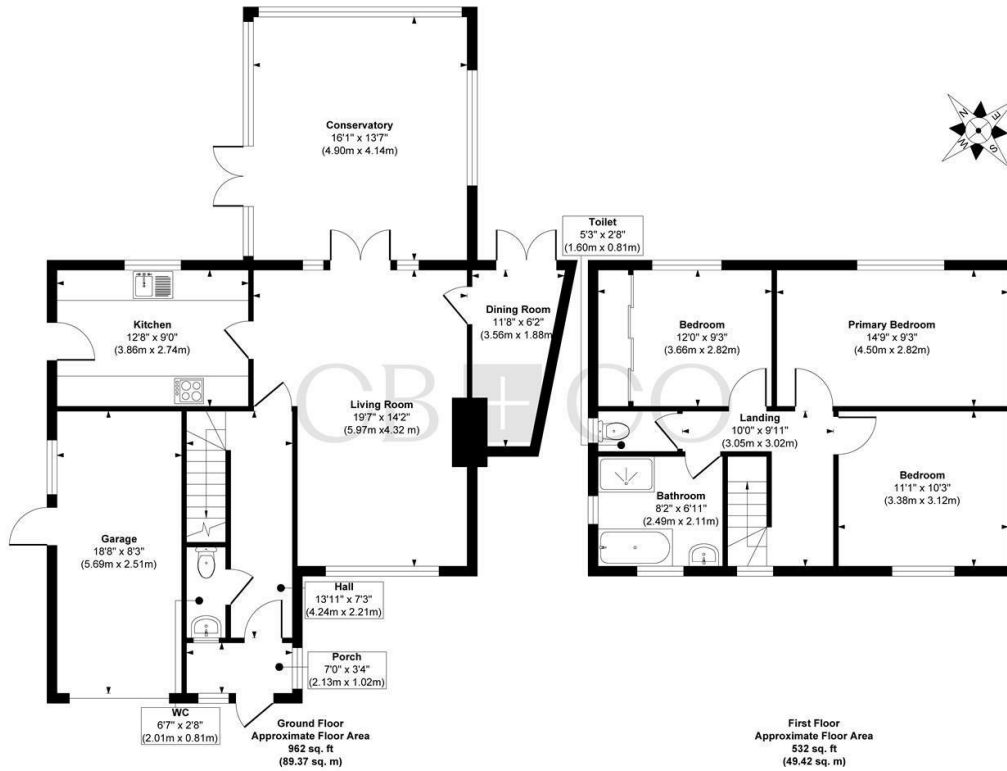 Conservatory
16'1" x 13'7"
(4.90m x 4.14m)
N
E
W
S
Toilet
5'3" x 2'8"
(1.60m x 0.81m)
Kitchen
12'8" x 9'0"
(3.86m x 2.74m)
Dining Room
11'8" x 6'2"
(3.56m x 1.88m)
Bedroom
12'0" x 9'3"
(3.66m x 2.82m)
Primary Bedroom
14'9" x 9'3"
(4.50m x 2.82m)
CB+CO
Living Room
19'7" x 14'2"
(5.97m x4.32 m)
Landing
10'0" x 9'11"
(3.05m x 3.02m)
Bedroom
11'1" x 10'3"
(3.38m x 3.12m)
Bathroom
8'2" x 6'11"
(2.49m x 2.11m)
Garage
18'8" x 8'3"
(5.69m x 2.51m)
Hall
13'11" x 7'3"
(4.24m x 2.21m)
Porch
7'0" x 3'4"
(2.13m x 1.02m)
WC
6'7" x 2'8"
(2.01m x 0.81m)
Ground Floor
Approximate Floor Area
962 sq. ft
(89.37 sq. m)
First Floor
Approximate Floor Area
532 sq. ft
(49.42 sq. m)